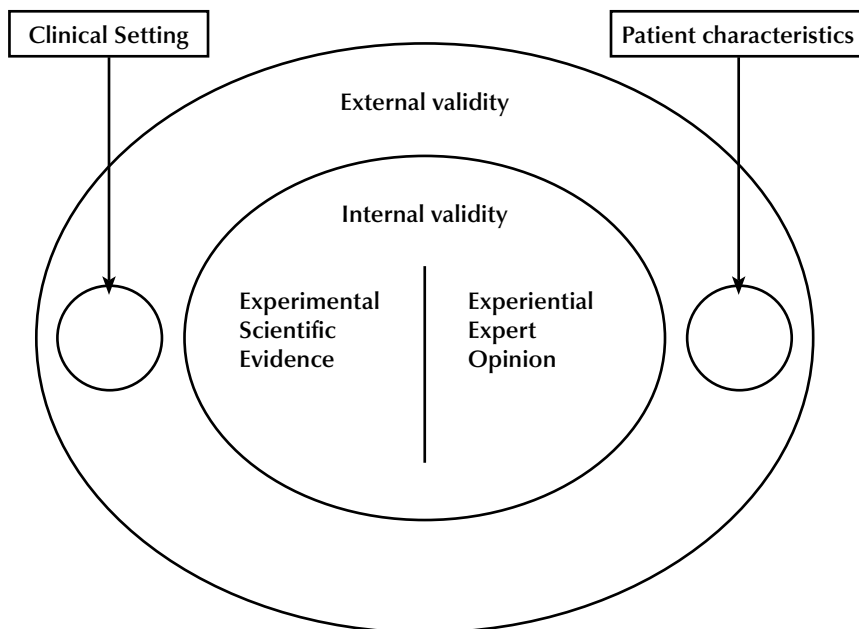 Clinical Setting
Patient characteristics
External validity
Internal validity
Experimental
Scientific
Evidence
Experiential
Expert
Opinion